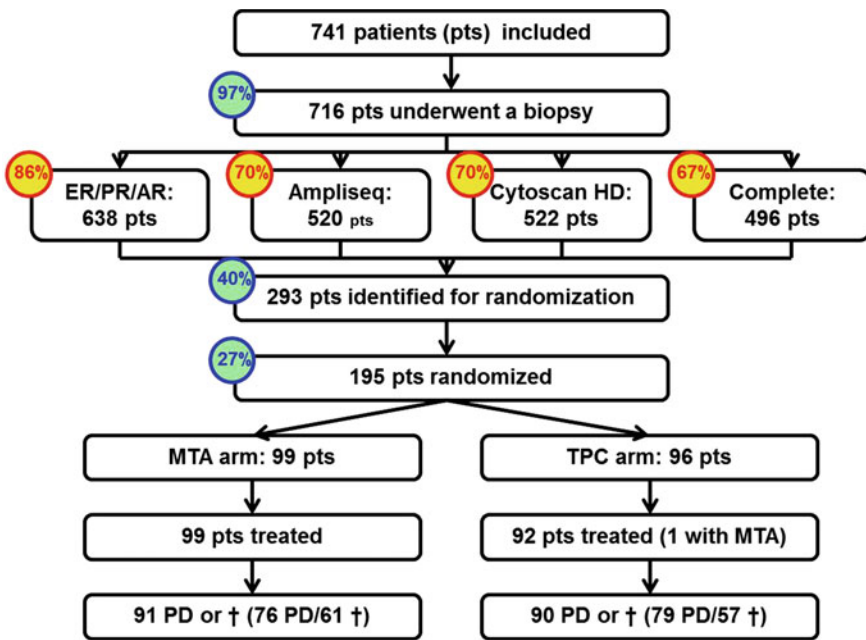 741 patients (pts) included
97%
716 pts underwent a biopsy
86%
ER/PR/AR:
638 pts
70%
Ampliseq:
520 pts
70%
Cytoscan HD:
522 pts
67%
Complete:
496 pts
40%
293 pts identified for randomization
27%
195 pts randomized
MTA arm: 99 pts
TPC arm: 96 pts
99 pts treated
92 pts treated (1 with MTA)
91 PD or † (76 PD/61 †)
90 PD or † (79 PD/57 †)